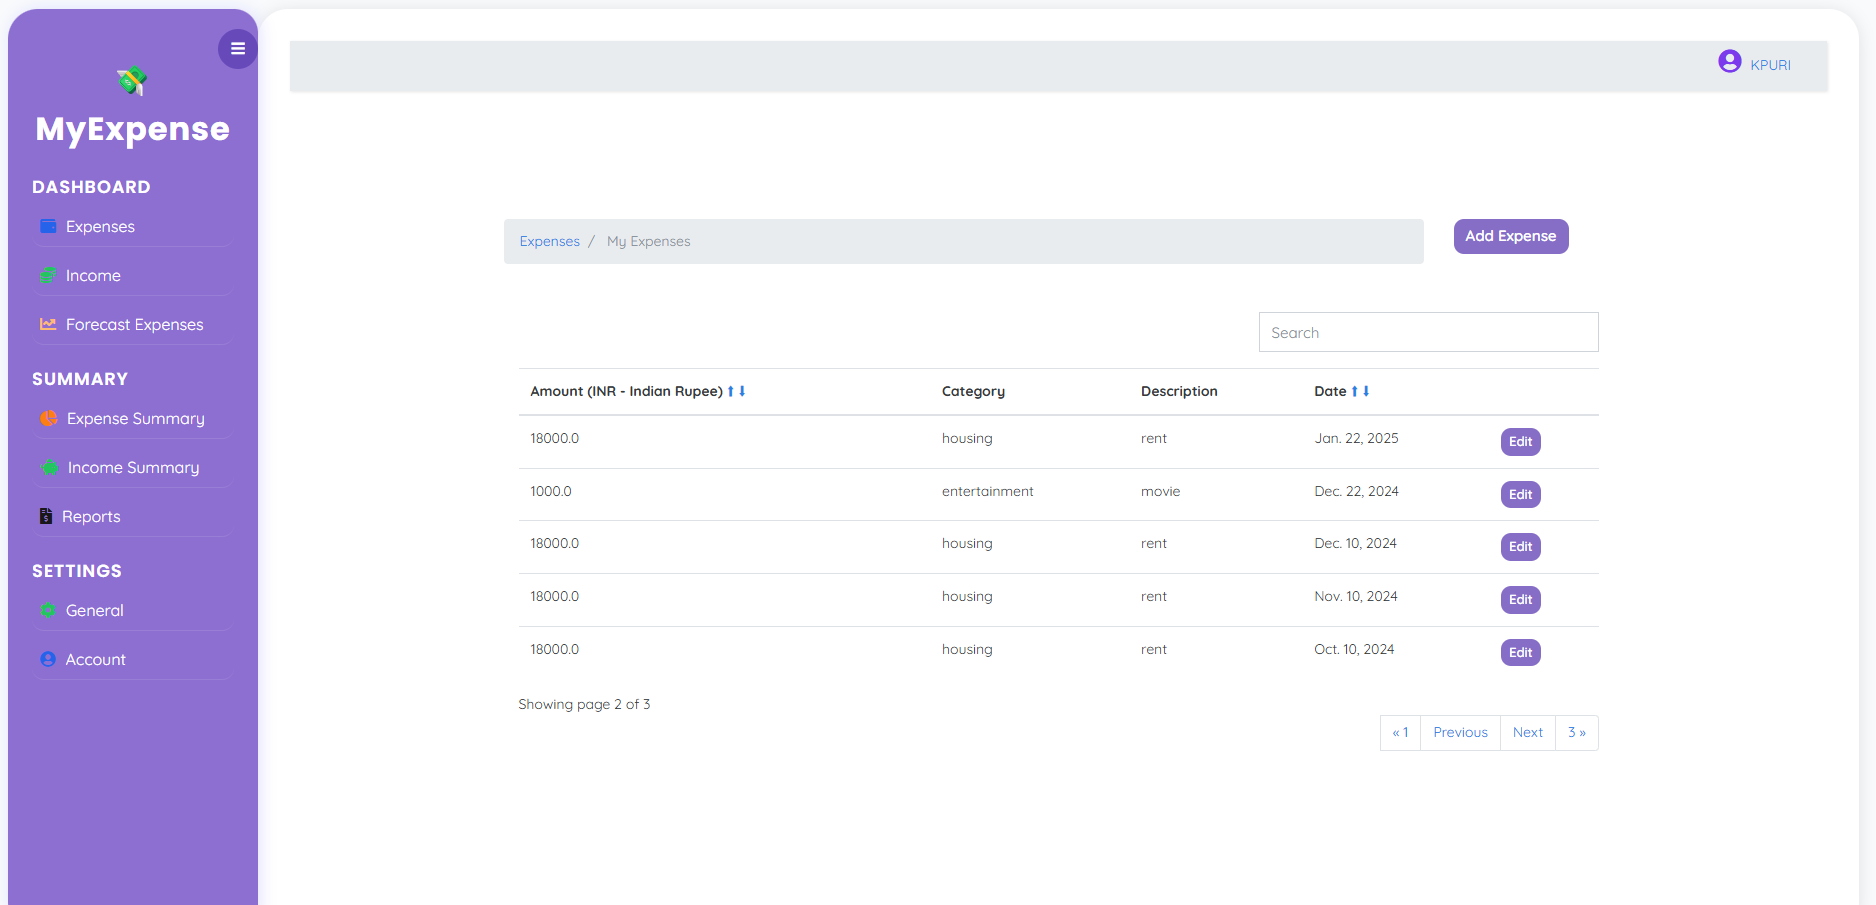 KPURI
MyExpense
DASHBOARD
Expenses
Income
Forecast Expenses
SUMMARY
Expense Summary
Income Summary
Reports
SETTINGS
General
Account
Expenses / My Expenses
Add Expense
Search
Amount (INR - Indian Rupee) Category Description Date
18000.0 housing rent Jan. 22, 2025 Edit
1000.0 entertainment movie Dec. 22, 2024 Edit
18000.0 housing rent Dec. 10, 2024 Edit
18000.0 housing rent Nov. 10, 2024 Edit
18000.0 housing rent Oct. 10, 2024 Edit
Showing page 2 of 3
« 1 Previous Next 3 »